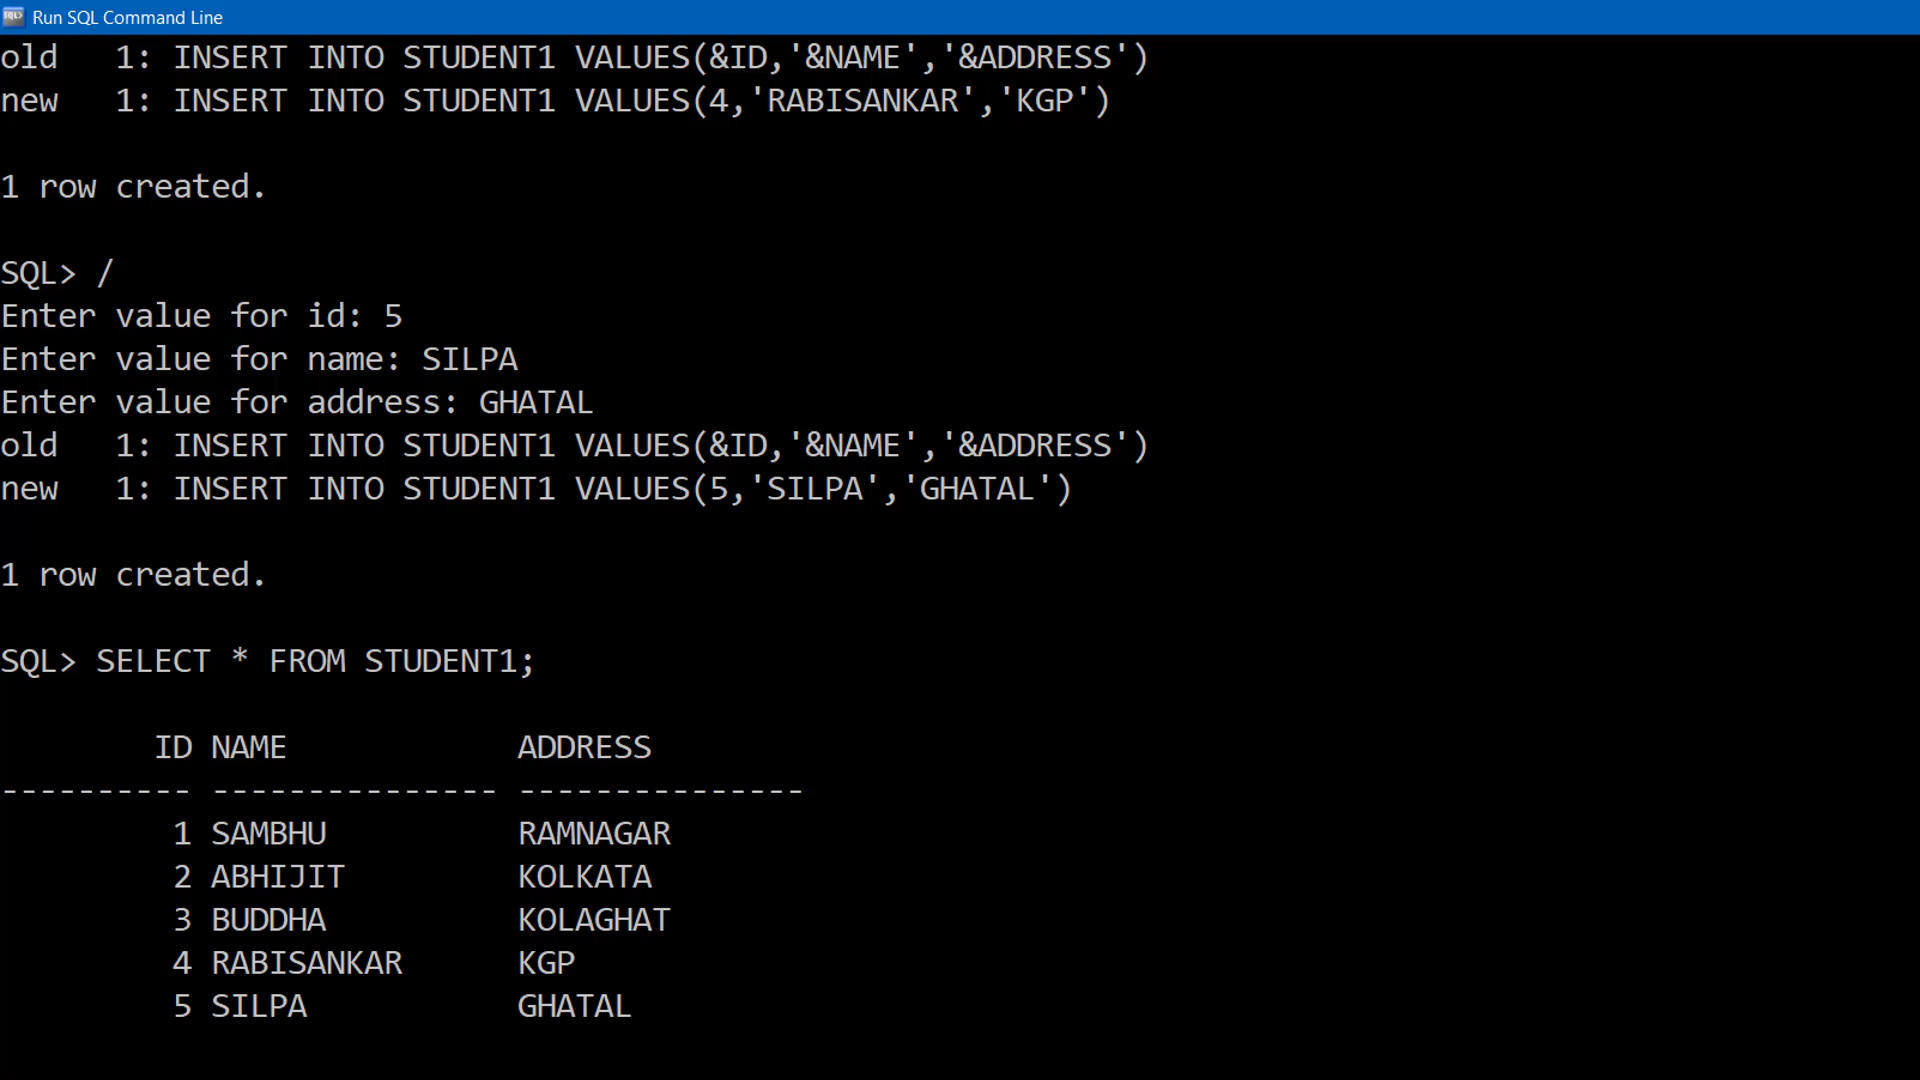 Run SQL Command Line
old   1: INSERT INTO STUDENT1 VALUES(&ID,'&NAME','&ADDRESS')
new   1: INSERT INTO STUDENT1 VALUES(4,'RABISANKAR','KGP')
1 row created.
SQL> /
Enter value for id: 5
Enter value for name: SILPA
Enter value for address: GHATAL
old   1: INSERT INTO STUDENT1 VALUES(&ID,'&NAME','&ADDRESS')
new   1: INSERT INTO STUDENT1 VALUES(5,'SILPA','GHATAL')
1 row created.
SQL> SELECT * FROM STUDENT1;
        ID NAME            ADDRESS
---------- --------------- ---------------
         1 SAMBHU          RAMNAGAR
         2 ABHIJIT         KOLKATA
         3 BUDDHA          KOLAGHAT
         4 RABISANKAR      KGP
         5 SILPA           GHATAL